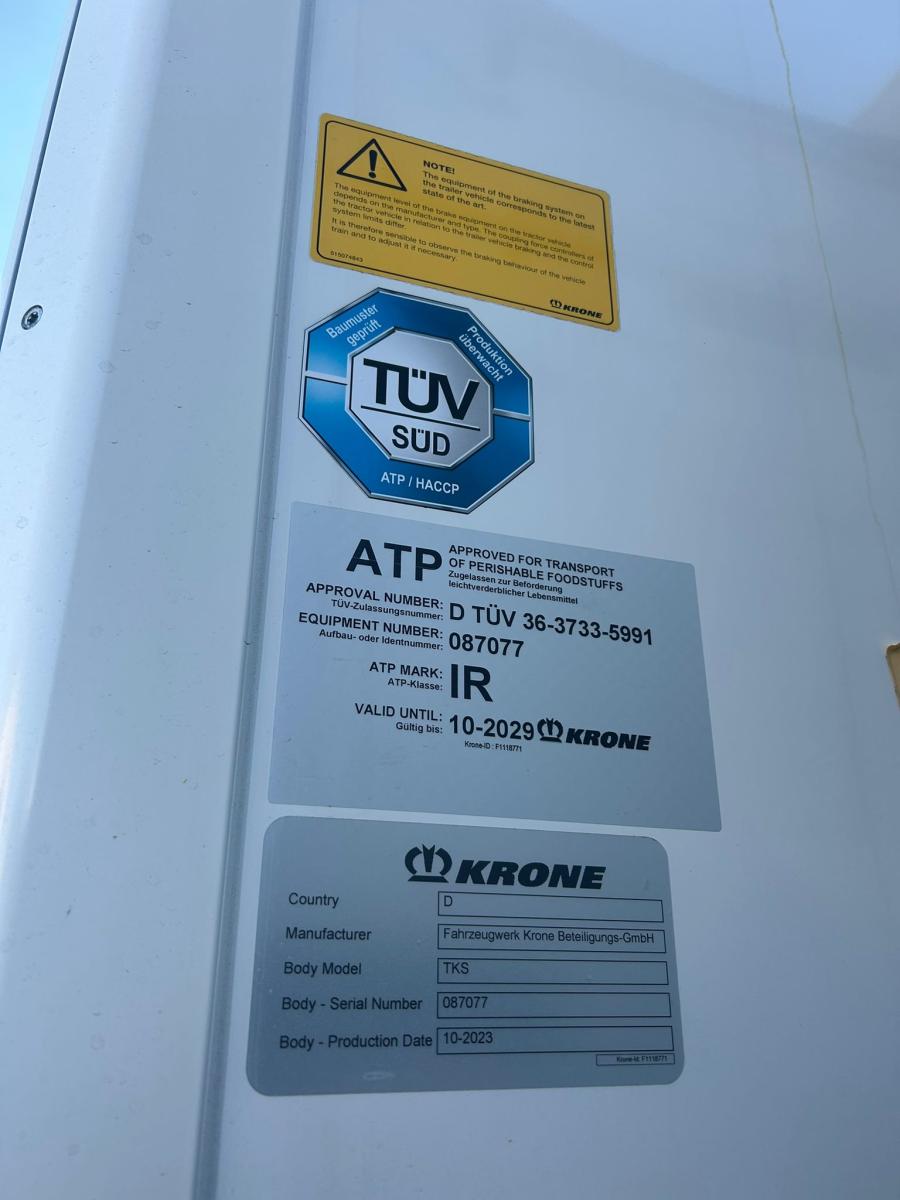 NOTE!
The equipment of the braking system on
the trailer vehicle corresponds to the latest
state of the art.
The equipment level of the brake equipment on the tractor vehicle
depends on the manufacturer and type. The coupling force controllers of
the tractor vehicle in relation to the trailer vehicle braking and the control
system limits differ.
It is therefore sensible to observe the braking behaviour of the vehicle
train and to adjust it if necessary.
515074843
KRONE
Baumuster
geprüft
Produktion
überwacht
TÜV
SÜD
ATP / HACCP
ATP
APPROVED FOR TRANSPORT
OF PERISHABLE FOODSTUFFS
Zugelassen zur Beförderung
leichtverderblicher Lebensmittel
APPROVAL NUMBER: D TÜV 36-3733-5991
TÜV-Zulassungsnummer:
EQUIPMENT NUMBER: 087077
Aufbau- oder Identnummer:
ATP MARK: IR
ATP-Klasse:
VALID UNTIL: 10-2029 KRONE
Gültig bis:
Krone-ID : F1118771
KRONE
Country D
Manufacturer Fahrzeugwerk Krone Beteiligungs-GmbH
Body Model TKS
Body - Serial Number 087077
Body - Production Date 10-2023
Krone-Id: F1118771